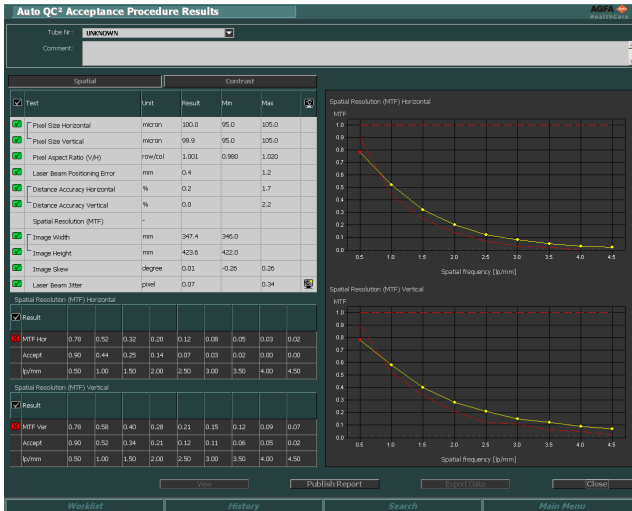 Auto QC² Acceptance Procedure Results
AGFA
HealthCare
Tube Nr: UNKNOWN
Comment:
Spatial Contrast
Test Unit Result Min Max
Pixel Size Horizontal micron 100.0 95.0 105.0
Pixel Size Vertical micron 99.9 95.0 105.0
Pixel Aspect Ratio (V/H) row/col 1.001 0.980 1.020
Laser Beam Positioning Error mm 0.4 1.2
Distance Accuracy Horizontal % 0.2 1.7
Distance Accuracy Vertical % 0.0 2.2
Spatial Resolution (MTF) -
Image Width mm 347.4 346.0
Image Height mm 423.6 422.0
Image Skew degree 0.01 -0.26 0.26
Laser Beam Jitter pixel 0.07 0.34
Spatial Resolution (MTF) Horizontal
Result
MTF Hor 0.78 0.52 0.32 0.20 0.12 0.08 0.05 0.03 0.02
Accept 0.90 0.44 0.25 0.14 0.07 0.03 0.02 0.00 0.00
lp/mm 0.50 1.00 1.50 2.00 2.50 3.00 3.50 4.00 4.50
Spatial Resolution (MTF) Vertical
Result
MTF Ver 0.78 0.58 0.40 0.28 0.21 0.15 0.12 0.09 0.07
Accept 0.90 0.52 0.34 0.21 0.12 0.11 0.06 0.05 0.02
lp/mm 0.50 1.00 1.50 2.00 2.50 3.00 3.50 4.00 4.50
Spatial Resolution (MTF) Horizontal
MTF
1.0
0.9
0.8
0.7
0.6
0.5
0.4
0.3
0.2
0.1
0.0
0.5 1.0 1.5 2.0 2.5 3.0 3.5 4.0 4.5
Spatial frequency [lp/mm]
Spatial Resolution (MTF) Vertical
MTF
1.0
0.9
0.8
0.7
0.6
0.5
0.4
0.3
0.2
0.1
0.0
0.5 1.0 1.5 2.0 2.5 3.0 3.5 4.0 4.5
Spatial frequency [lp/mm]
View Publish Report Export Data Close
Worklist History Search Main Menu